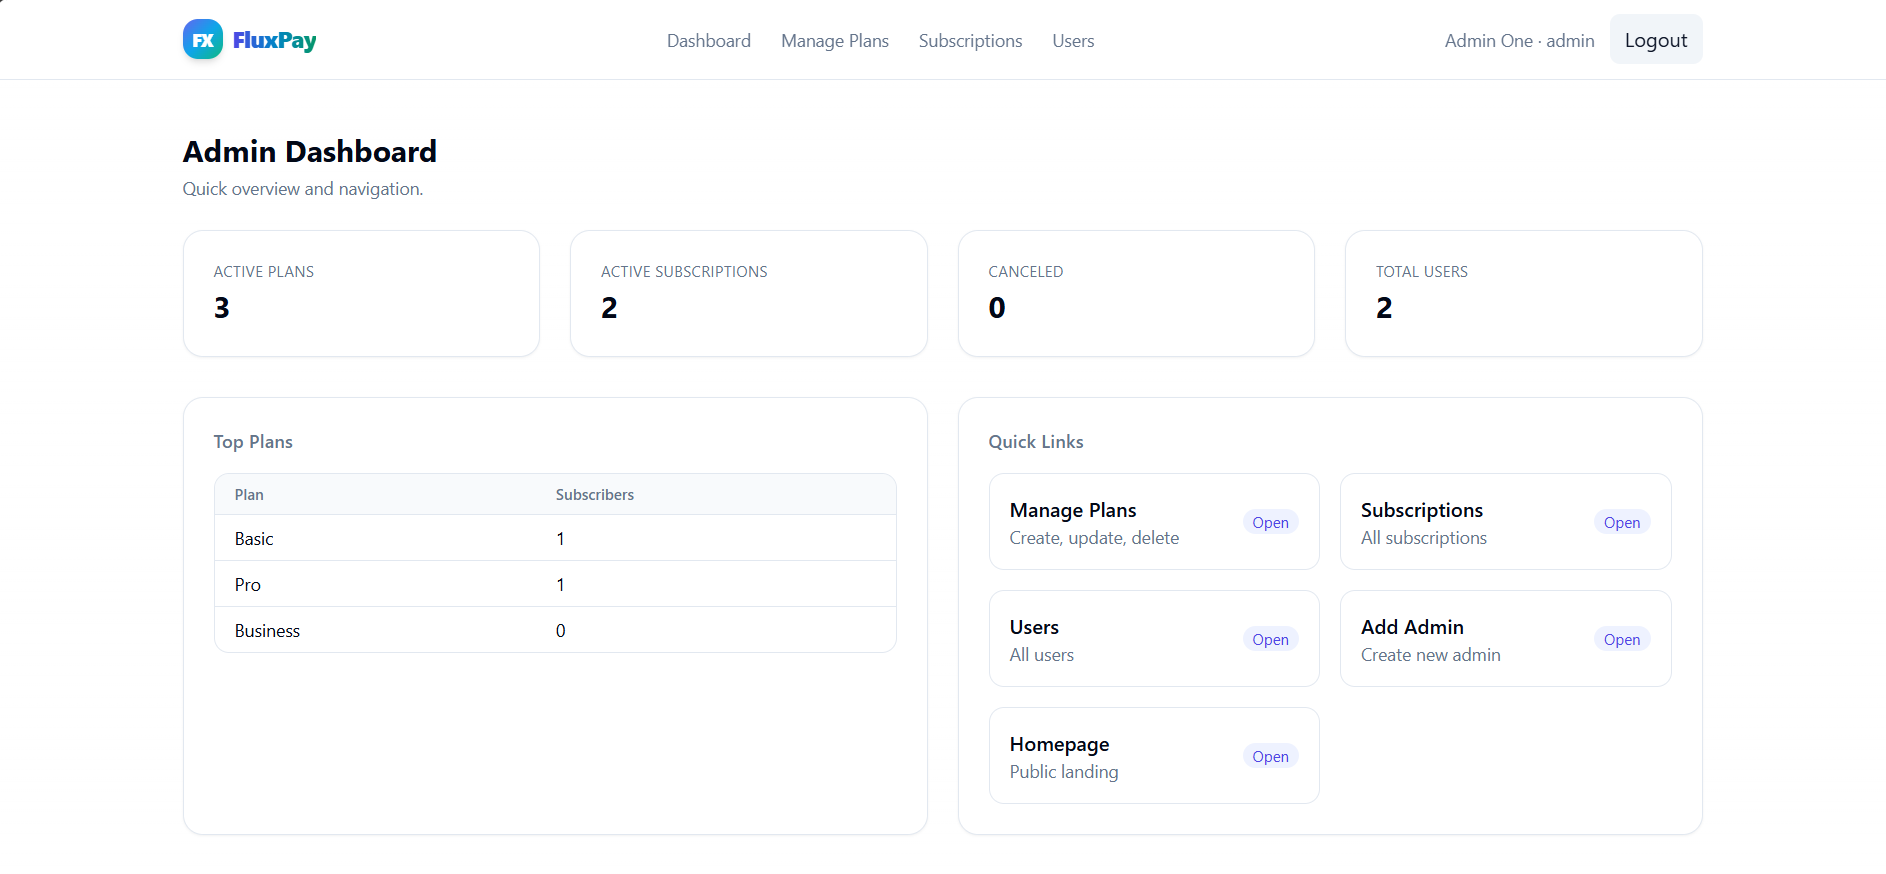 FX FluxPay Dashboard Manage Plans Subscriptions Users Admin One · admin Logout
Admin Dashboard
Quick overview and navigation.
ACTIVE PLANS
3
ACTIVE SUBSCRIPTIONS
2
CANCELED
0
TOTAL USERS
2
Top Plans
Plan Subscribers
Basic 1
Pro 1
Business 0
Quick Links
Manage Plans
Create, update, delete
Open
Subscriptions
All subscriptions
Open
Users
All users
Open
Add Admin
Create new admin
Open
Homepage
Public landing
Open